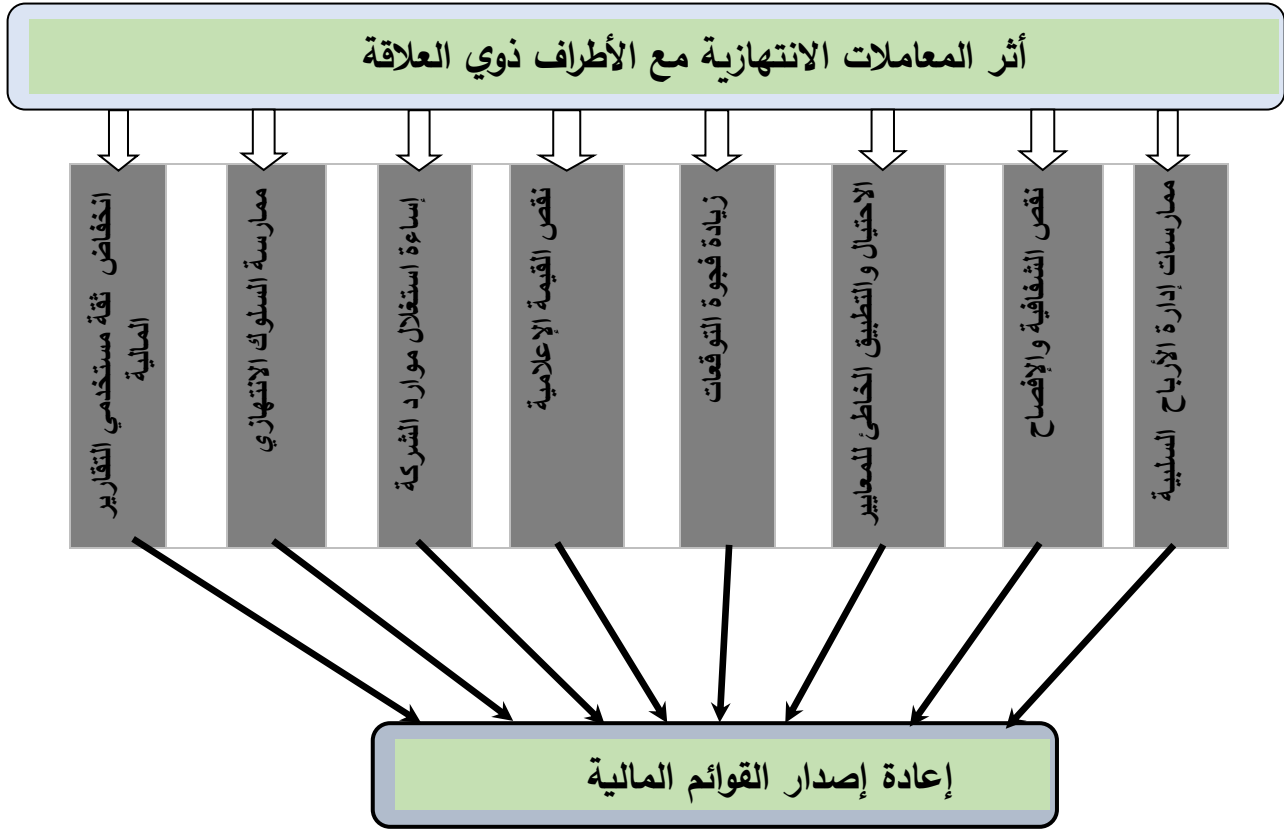 أثر المعاملات الانتهازية مع الأطراف ذوي العلاقة
ممارسات إدارة الأرباح السلبية
نقص الشفافية والإفصاح
الاحتيال والتطبيق الخاطئ للمعايير
زيادة فجوة التوقعات
نقص القيمة الإعلامية
إساءة استغلال موارد الشركة
ممارسة السلوك الانتهازي
انخفاض ثقة مستخدمي التقارير
المالية
إعادة إصدار القوائم المالية